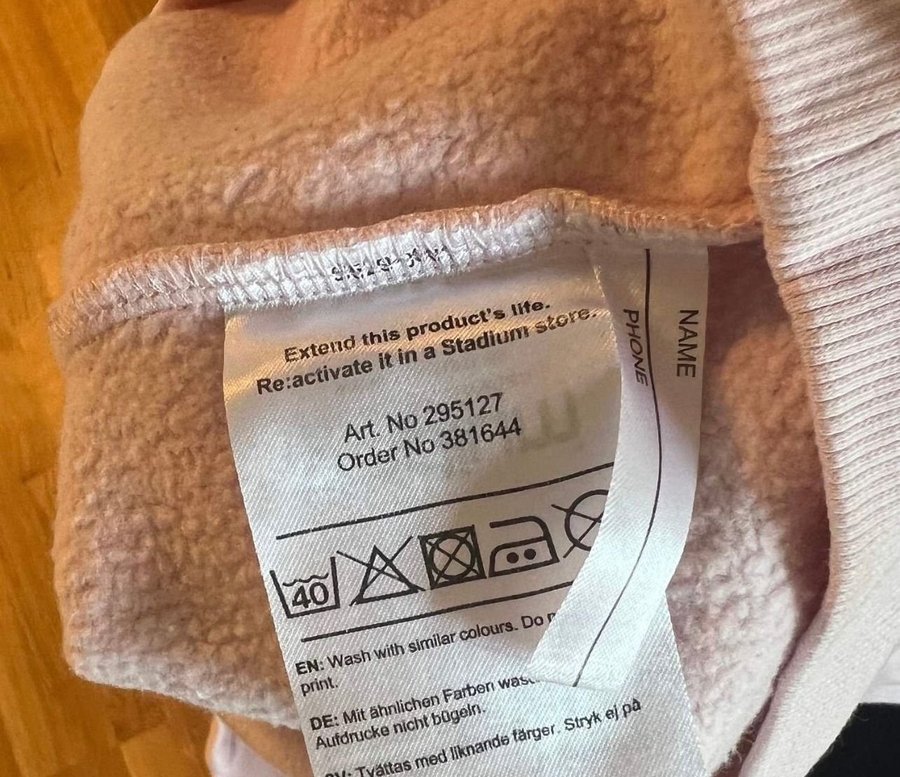 Extend this product's life.
Re:activate it in a Stadium store.
Art. No 295127
Order No 381644
40
EN: Wash with similar colours. Do
print.
DE: Mit ähnlichen Farben
Aufdrucke nicht bügeln.
Tvättas med liknande färger. Stryk ej på
NAME
PHONE